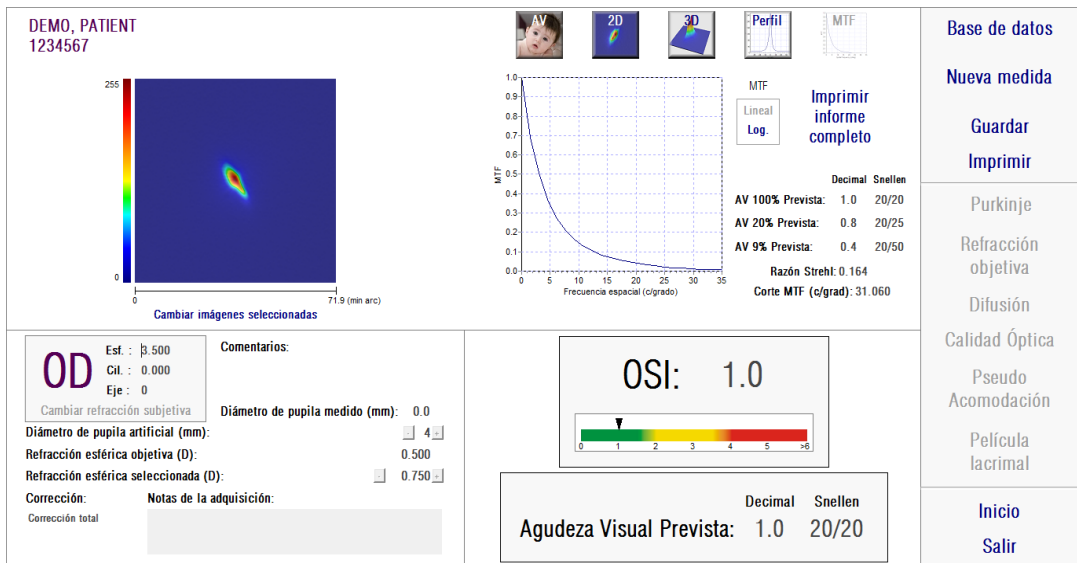 DEMO, PATIENT
1234567
AV
2D
3D
Perfil
MTF
255
0
0
71.9 (min arc)
Cambiar imágenes seleccionadas
MTF
1.0
0.9
0.8
0.7
0.6
0.5
0.4
0.3
0.2
0.1
0.0
0 5 10 15 20 25 30 35
Frecuencia espacial (c/grado)
MTF
Lineal
Log.
Imprimir
informe
completo
Decimal Snellen
AV 100% Prevista: 1.0 20/20
AV 20% Prevista: 0.8 20/25
AV 9% Prevista: 0.4 20/50
Razón Strehl: 0.164
Corte MTF (c/grad): 31.060
OD
Esf. : 3.500
Cil. : 0.000
Eje : 0
Cambiar refracción subjetiva
Comentarios:
Diámetro de pupila medido (mm): 0.0
Diámetro de pupila artificial (mm): - 4 +
Refracción esférica objetiva (D): 0.500
Refracción esférica seleccionada (D): - 0.750 +
Corrección: Notas de la adquisición:
Corrección total
OSI: 1.0
0 1 2 3 4 5 >6
Decimal Snellen
Agudeza Visual Prevista: 1.0 20/20
Base de datos
Nueva medida
Guardar
Imprimir
Purkinje
Refracción
objetiva
Difusión
Calidad Óptica
Pseudo
Acomodación
Película
lacrimal
Inicio
Salir